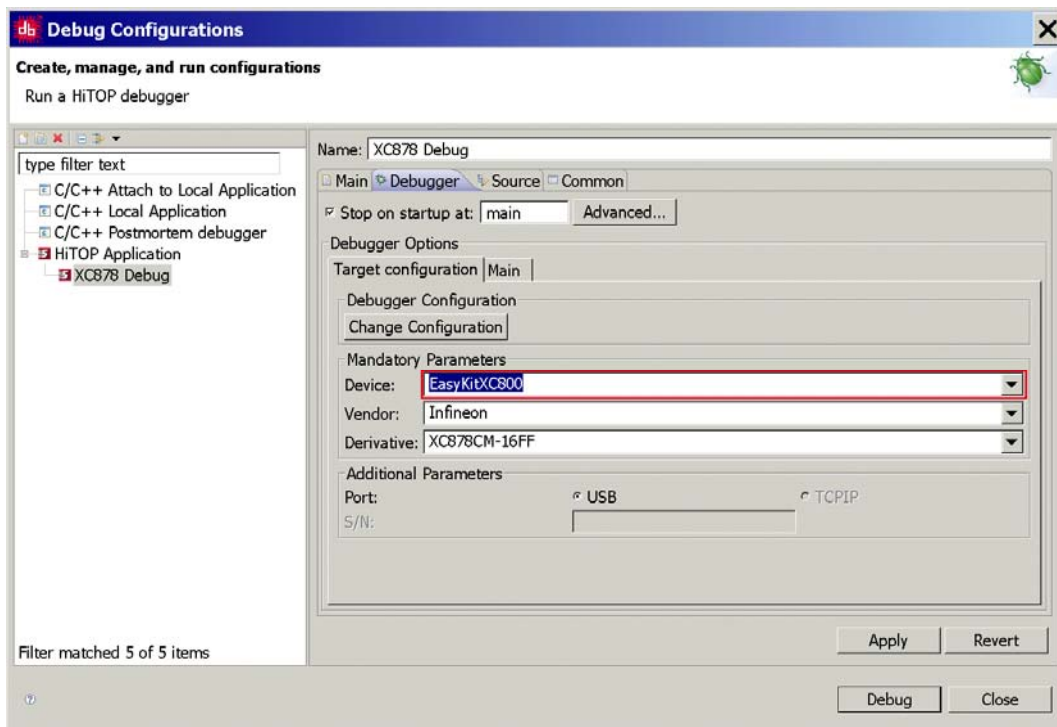 db Debug Configurations
Create, manage, and run configurations
Run a HiTOP debugger
type filter text
C/C++ Attach to Local Application
C/C++ Local Application
C/C++ Postmortem debugger
HiTOP Application
XC878 Debug
Filter matched 5 of 5 items
Name: XC878 Debug
Main Debugger Source Common
Stop on startup at: main Advanced...
Debugger Options
Target configuration Main
Debugger Configuration
Change Configuration
Mandatory Parameters
Device: EasyKitXC800
Vendor: Infineon
Derivative: XC878CM-16FF
Additional Parameters
Port: USB TCPIP
S/N:
Apply Revert
Debug Close